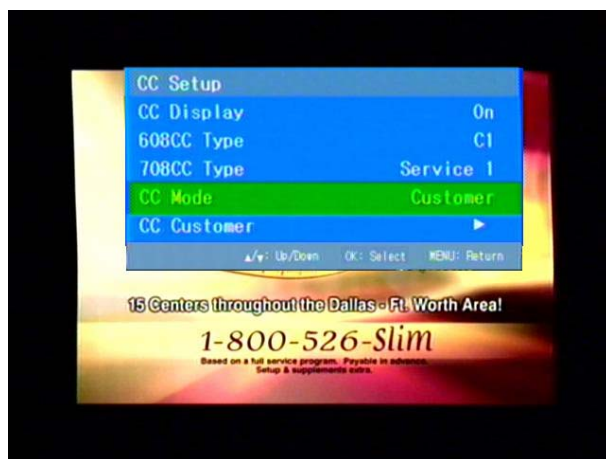 CC Setup
CC Display On
608CC Type C1
708CC Type Service 1
CC Mode Customer
CC Customer ▶
▲/▼: Up/Down OK: Select MENU: Return
15 Centers throughout the Dallas - Ft. Worth Area!
1-800-526-Slim
Based on a full service program. Payable in advance.
Setup & supplements extra.